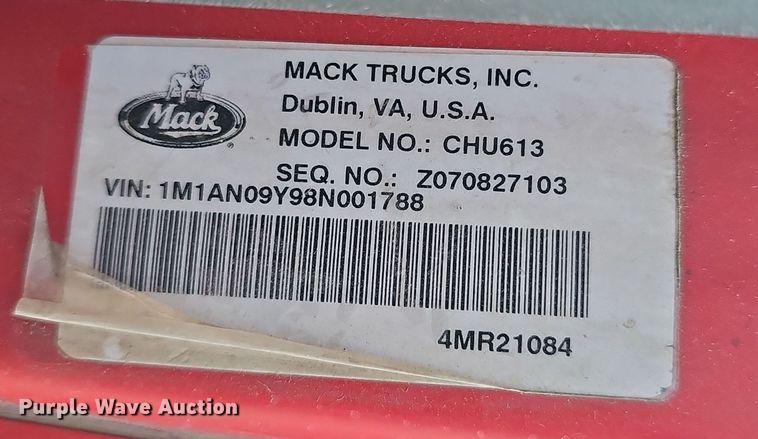 Mack
®
MACK TRUCKS, INC.
Dublin, VA, U.S.A.
MODEL NO.: CHU613
SEQ. NO.: Z070827103
VIN: 1M1AN09Y98N001788
4MR21084
Purple Wave Auction